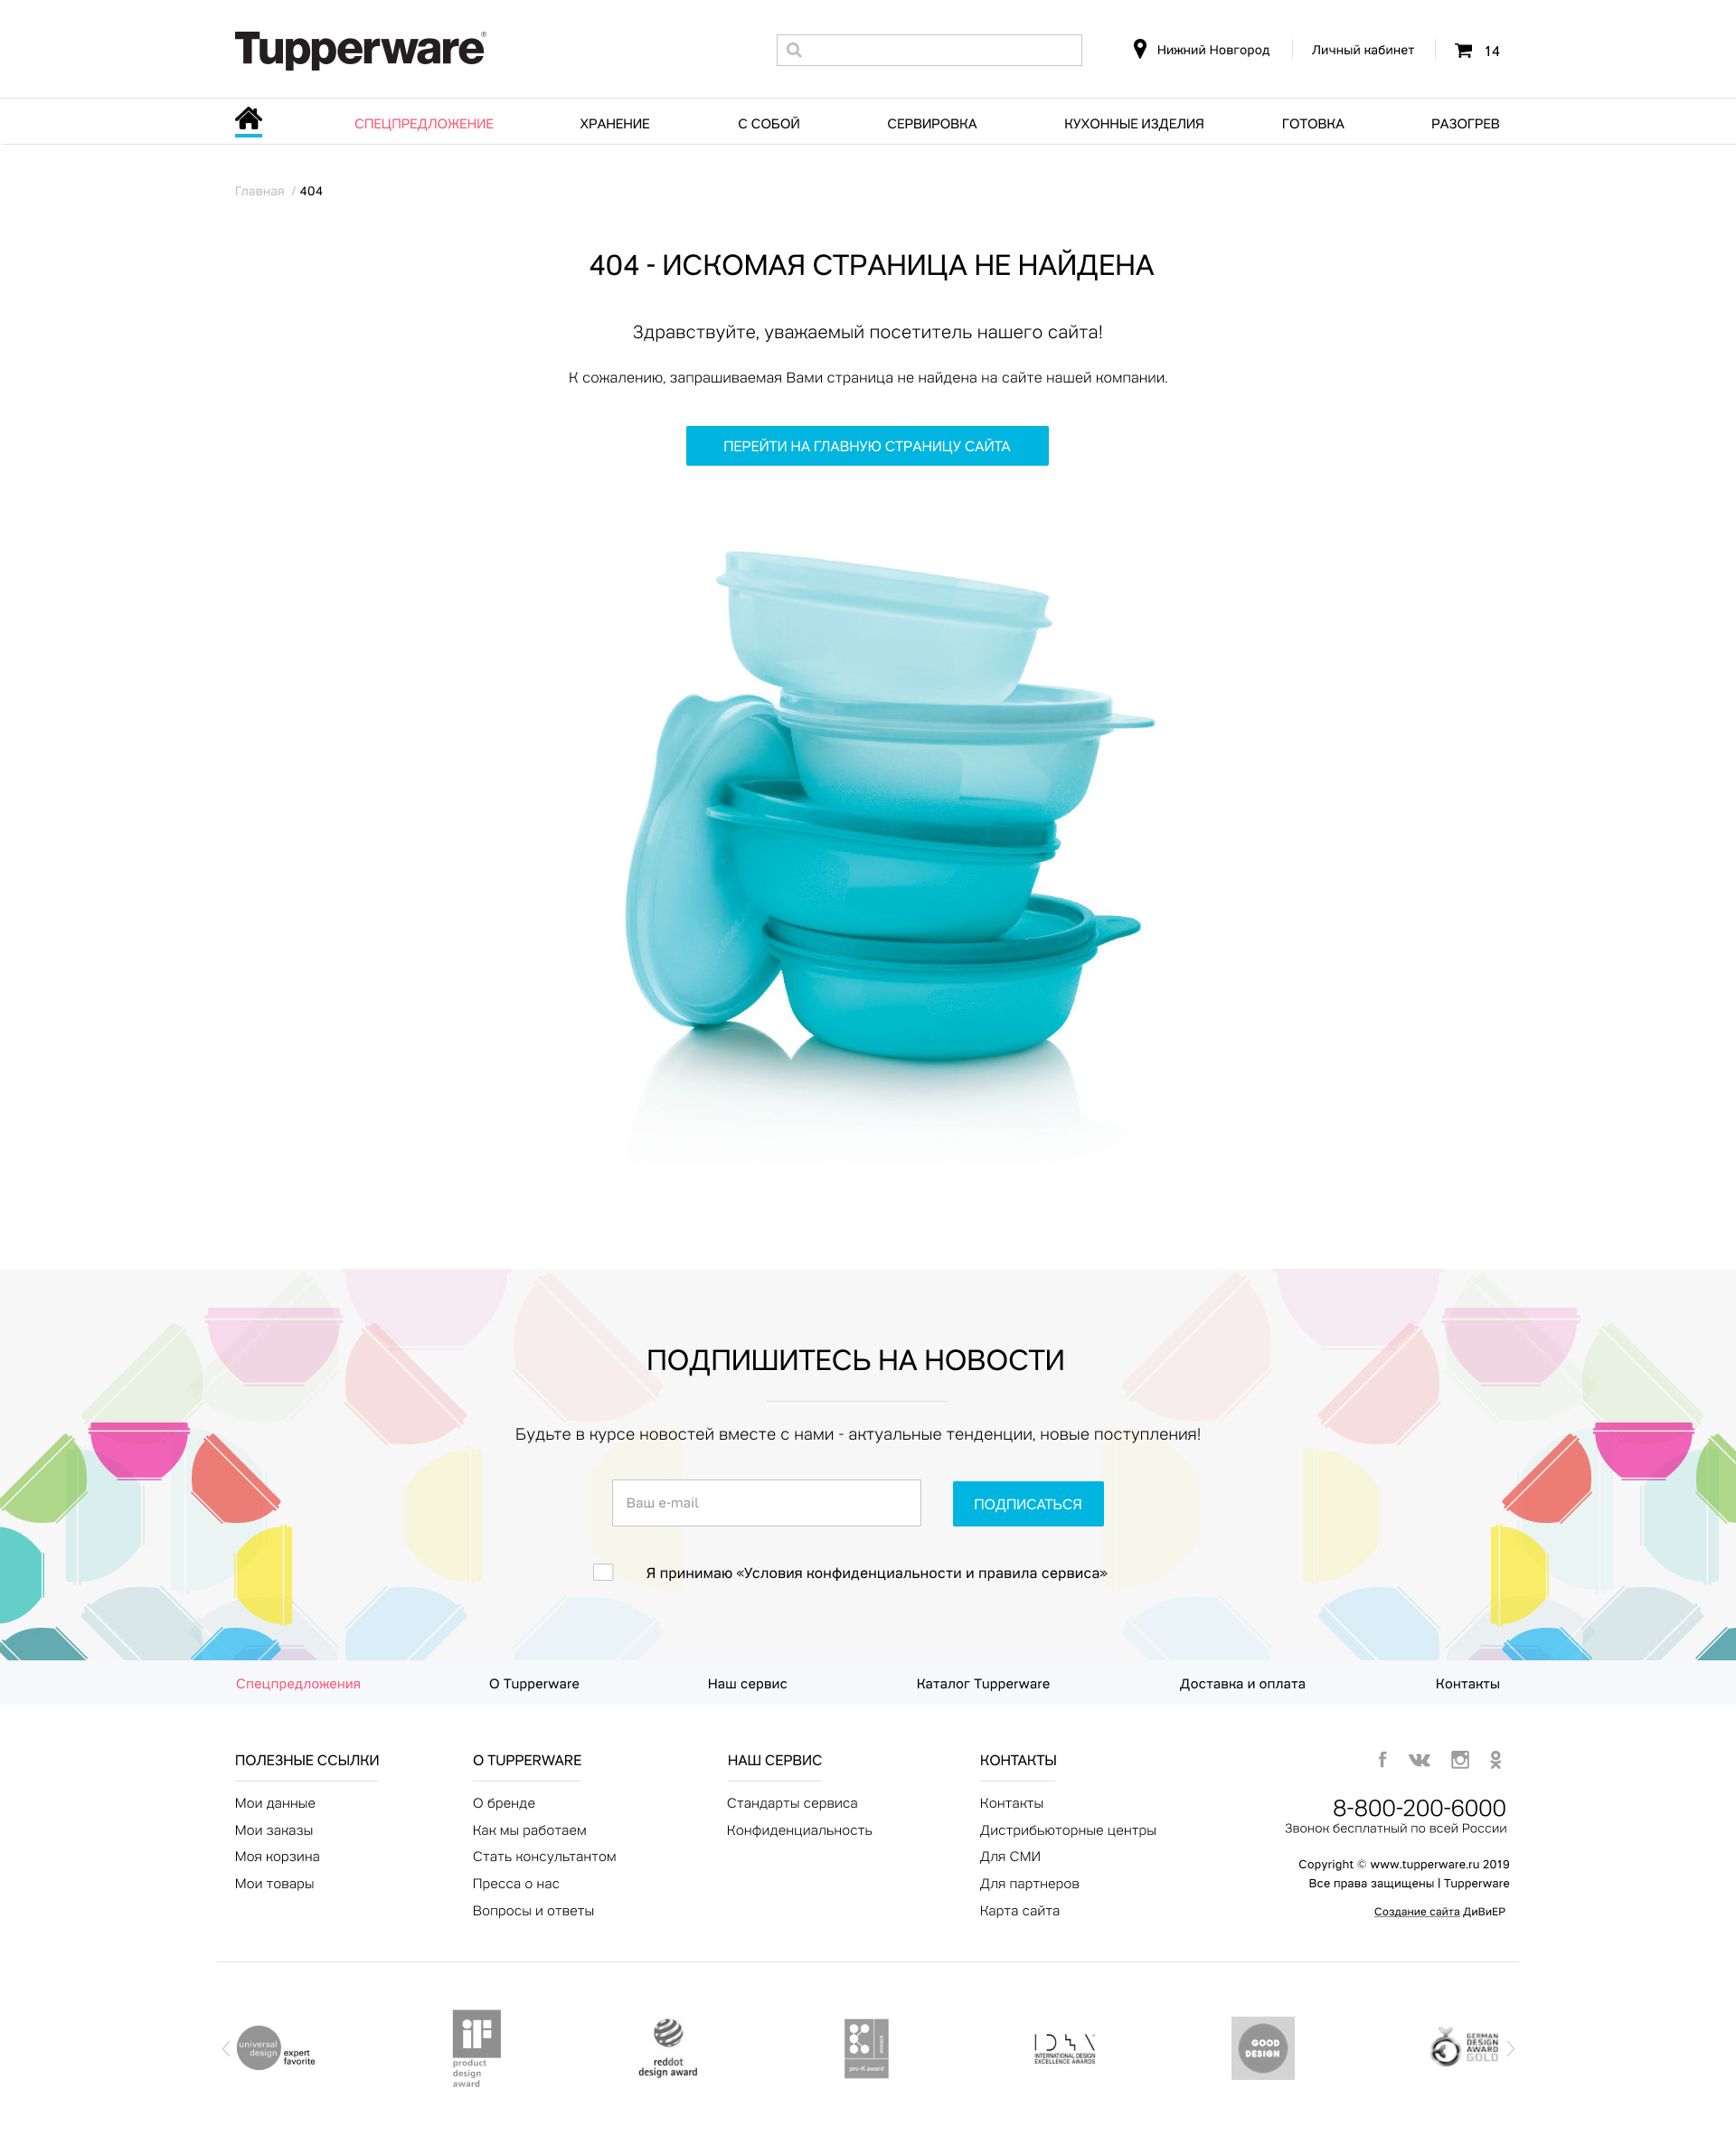 Tupperware®
Нижний Новгород
Личный кабинет
14
СПЕЦПРЕДЛОЖЕНИЕ
ХРАНЕНИЕ
С СОБОЙ
СЕРВИРОВКА
КУХОННЫЕ ИЗДЕЛИЯ
ГОТОВКА
РАЗОГРЕВ
Главная / 404
404 - ИСКОМАЯ СТРАНИЦА НЕ НАЙДЕНА
Здравствуйте, уважаемый посетитель нашего сайта!
К сожалению, запрашиваемая Вами страница не найдена на сайте нашей компании.
ПЕРЕЙТИ НА ГЛАВНУЮ СТРАНИЦУ САЙТА
ПОДПИШИТЕСЬ НА НОВОСТИ
Будьте в курсе новостей вместе с нами - актуальные тенденции, новые поступления!
Ваш e-mail
ПОДПИСАТЬСЯ
Я принимаю «Условия конфиденциальности и правила сервиса»
Спецпредложения
О Tupperware
Наш сервис
Каталог Tupperware
Доставка и оплата
Контакты
ПОЛЕЗНЫЕ ССЫЛКИ
Мои данные
Мои заказы
Моя корзина
Мои товары
О TUPPERWARE
О бренде
Как мы работаем
Стать консультантом
Пресса о нас
Вопросы и ответы
НАШ СЕРВИС
Стандарты сервиса
Конфиденциальность
КОНТАКТЫ
Контакты
Дистрибьюторные центры
Для СМИ
Для партнеров
Карта сайта
8-800-200-6000
Звонок бесплатный по всей России
Copyright © www.tupperware.ru 2019
Все права защищены | Tupperware
Создание сайта ДиВиЕР
universal
design
expert
favorite
iF
product
design
award
reddot
design award
pro-K award
IDSA
INTERNATIONAL DESIGN
EXCELLENCE AWARDS
GOOD
DESIGN
GERMAN
DESIGN
AWARD
GOLD